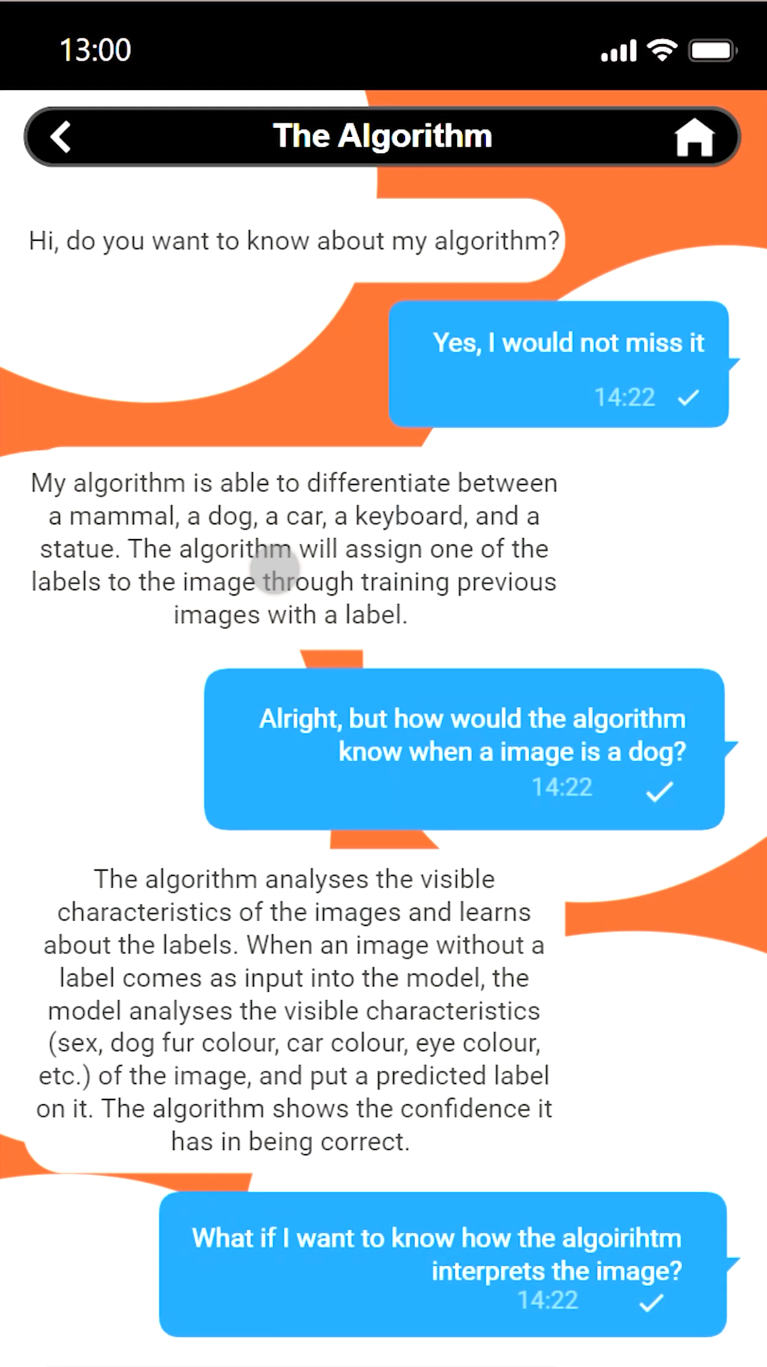 13:00
The Algorithm
Hi, do you want to know about my algorithm?
Yes, I would not miss it
14:22
My algorithm is able to differentiate between
a mammal, a dog, a car, a keyboard, and a
statue. The algorithm will assign one of the
labels to the image through training previous
images with a label.
Alright, but how would the algorithm
know when a image is a dog?
14:22
The algorithm analyses the visible
characteristics of the images and learns
about the labels. When an image without a
label comes as input into the model, the
model analyses the visible characteristics
(sex, dog fur colour, car colour, eye colour,
etc.) of the image, and put a predicted label
on it. The algorithm shows the confidence it
has in being correct.
What if I want to know how the algoirihtm
interprets the image?
14:22